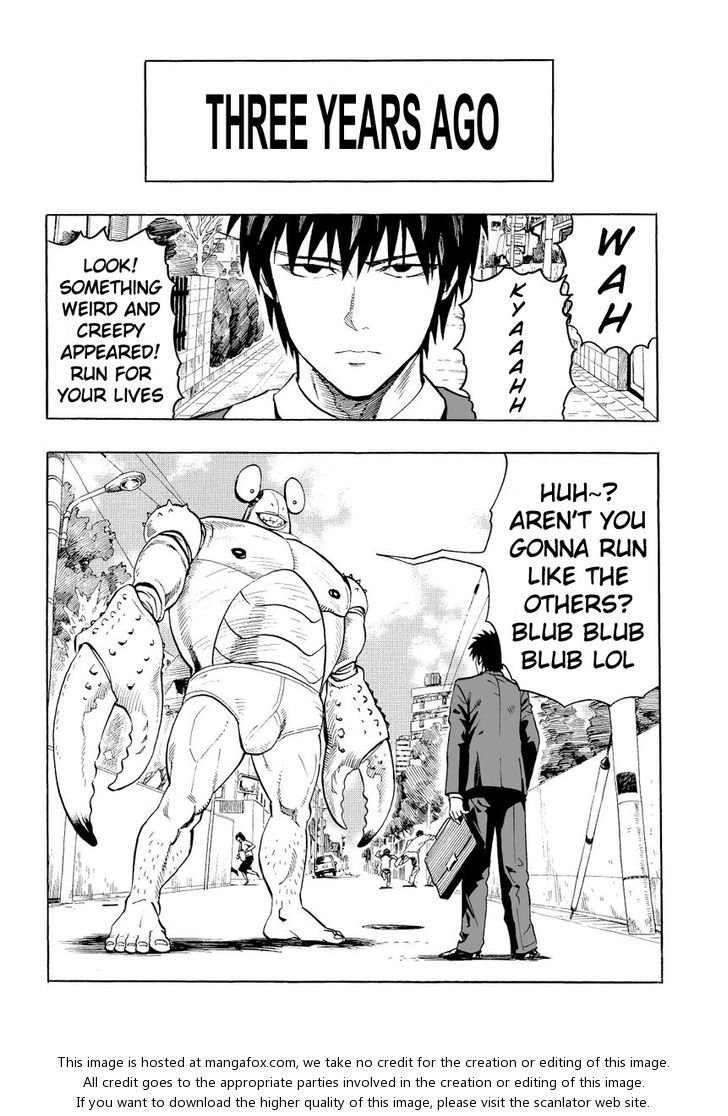 THREE YEARS AGO
WAH
KYAAAHH
LOOK!
SOMETHING
WEIRD AND
CREEPY
APPEARED!
RUN FOR
YOUR LIVES
HUH~?
AREN'T YOU
GONNA RUN
LIKE THE
OTHERS?
BLUB BLUB
BLUB LOL
This image is hosted at mangafox.com, we take no credit for the creation or editing of this image.
All credit goes to the appropriate parties involved in the creation or editing of this image.
If you want to download the higher quality of this image, please visit the scanlator web site.